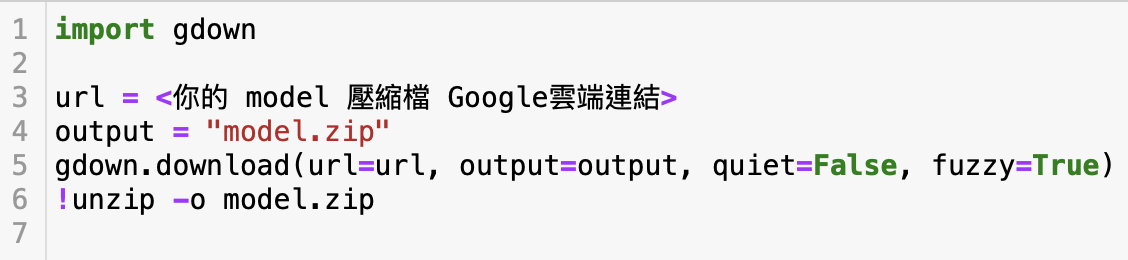 1 import gdown
2
3 url = <你的 model 壓縮檔 Google雲端連結>
4 output = "model.zip"
5 gdown.download(url=url, output=output, quiet=False, fuzzy=True)
6 !unzip -o model.zip
7